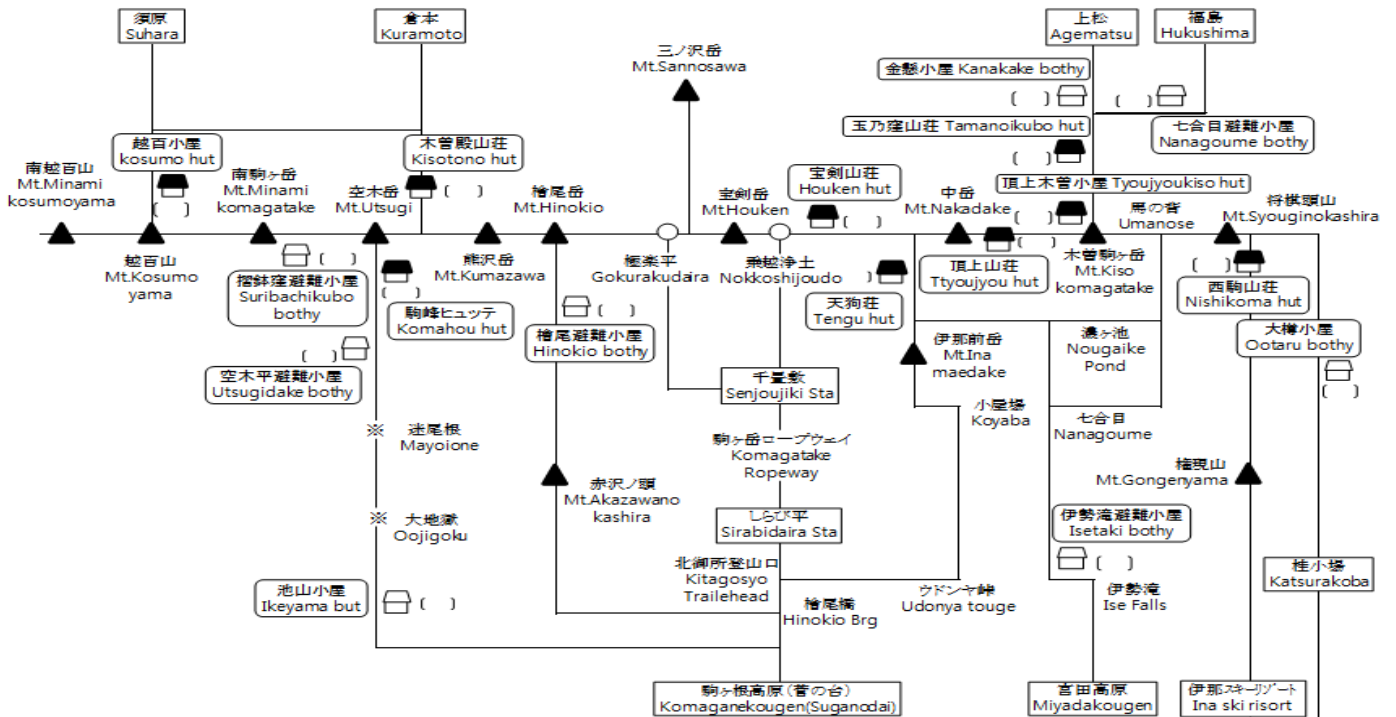 須原
Suhara
倉本
Kuramoto
上松
Agematsu
福島
Hukushima
三ノ沢岳
Mt.Sannosawa
金懸小屋 Kanakake bothy
( )
( )
玉乃窪山荘 Tamanoikubo hut
( )
七合目避難小屋
Nanagoume bothy
越百小屋
kosumo hut
( )
木曽殿山荘
Kisotono hut
( )
南越百山
Mt.Minami
kosumoyama
南駒ヶ岳
Mt.Minami
komagatake
空木岳
Mt.Utsugi
檜尾岳
Mt.Hinokio
宝剣岳
Mt.Houken
宝剣山荘
Houken hut
( )
中岳
Mt.Nakadake
頂上木曽小屋 Tyoujyoukiso hut
( )
馬の背
Umanose
将棋頭山
Mt.Syouginokashira
越百山
Mt.Kosumo
yama
( )
摺鉢窪避難小屋
Suribachikubo
bothy
( )
駒峰ヒュッテ
Komahou hut
熊沢岳
Mt.Kumazawa
極楽平
Gokurakudaira
乗越浄土
Nokkoshijoudo
( )
天狗荘
Tengu hut
( )
頂上山荘
Ttyoujyou hut
木曽駒ヶ岳
Mt.Kiso
komagatake
( )
西駒山荘
Nishikoma hut
( )
空木平避難小屋
Utsugidake bothy
( )
檜尾避難小屋
Hinokio bothy
伊那前岳
Mt.Ina
maedake
濃ヶ池
Nougaike
Pond
大樽小屋
Ootaru bothy
( )
千畳敷
Senjoujiki Sta
小屋場
Koyaba
七合目
Nanagoume
※ 迷尾根
Mayoione
駒ヶ岳ロープウェイ
Komagatake
Ropeway
赤沢ノ頭
Mt.Akazawano
kashira
権現山
Mt.Gongenyama
※ 大地獄
Oojigoku
しらび平
Sirabidaira Sta
伊勢滝避難小屋
Isetaki bothy
( )
北御所登山口
Kitagosyo
Trailehead
桂小場
Katsurakoba
池山小屋
Ikeyama but
( )
檜尾橋
Hinokio Brg
ウドンヤ峠
Udonya touge
伊勢滝
Ise Falls
駒ヶ根高原(菅の台)
Komaganekougen(Suganodai)
宮田高原
Miyadakougen
伊那スキーリゾート
Ina ski risort